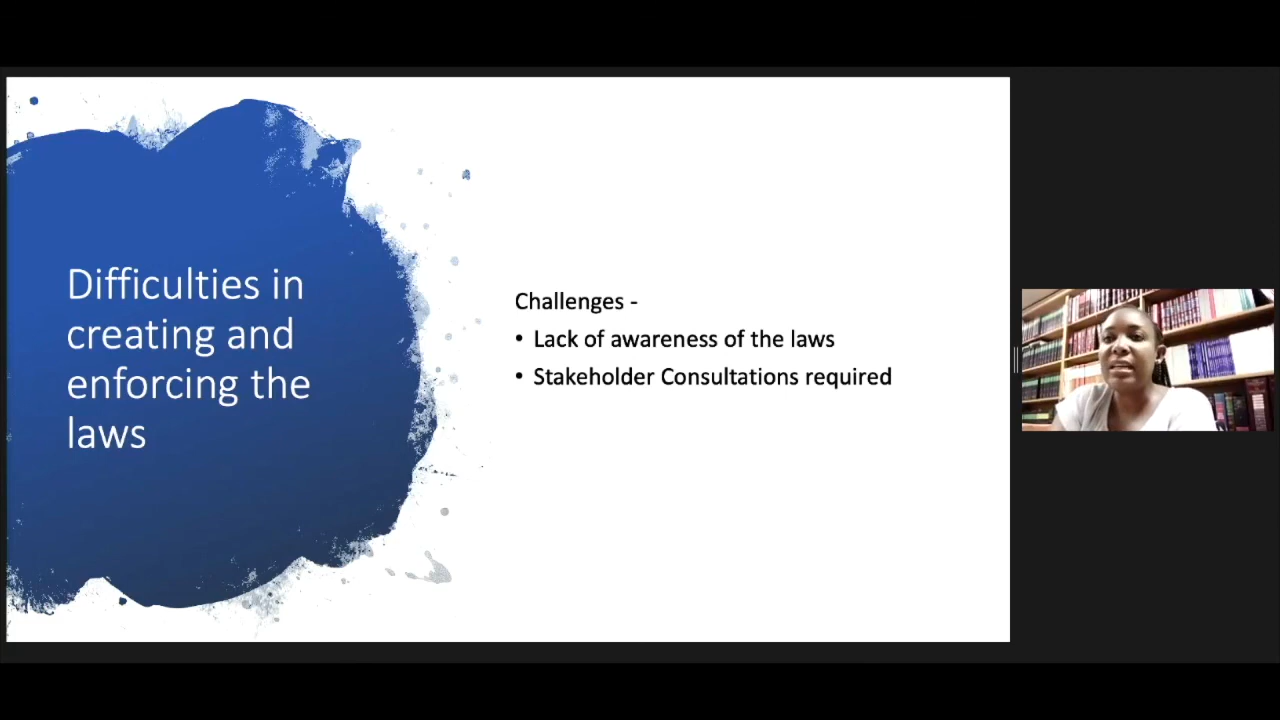 Difficulties in
creating and
enforcing the
laws
Challenges -
• Lack of awareness of the laws
• Stakeholder Consultations required